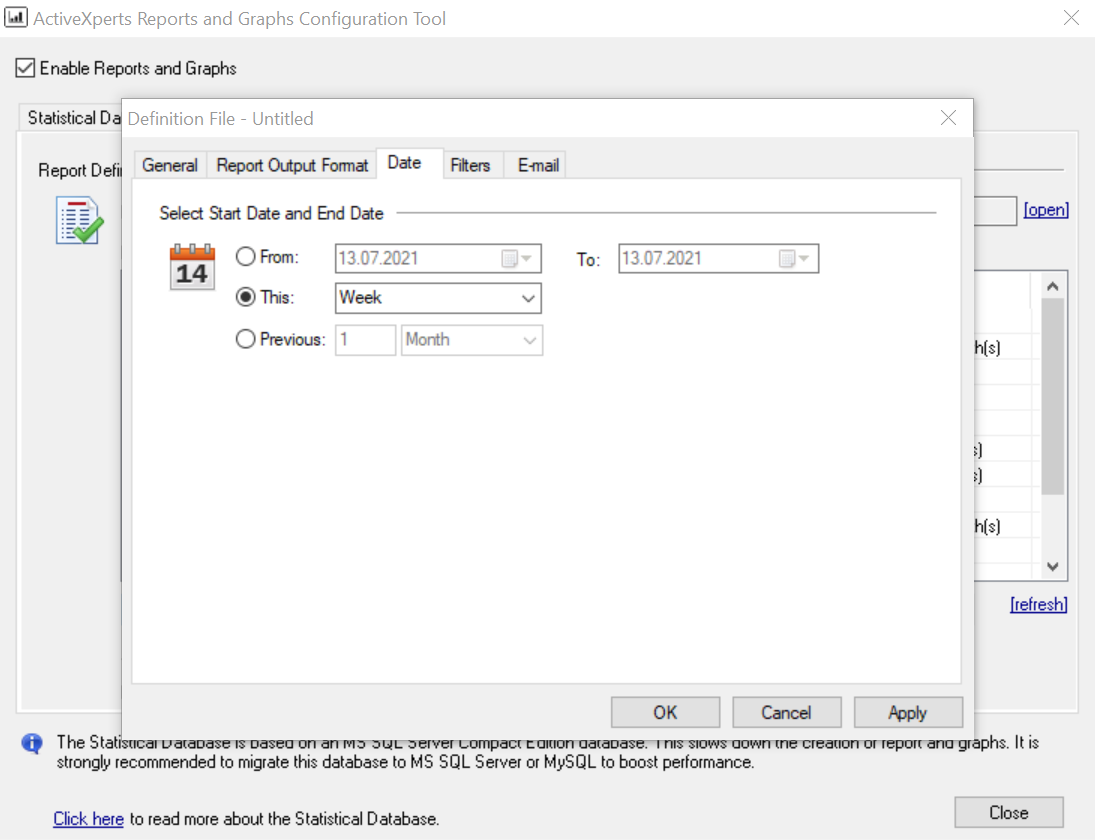 ActiveXperts Reports and Graphs Configuration Tool
Enable Reports and Graphs
Statistical Da
Definition File - Untitled
Report Defi
General Report Output Format Date Filters E-mail
[open]
Select Start Date and End Date
14
From: 13.07.2021 To: 13.07.2021
This: Week
Previous: 1 Month
h(s)
s)
s)
h(s)
[refresh]
OK Cancel Apply
The Statistical Database is based on an MS SQL Server Compact Edition database. This slows down the creation of report and graphs. It is
strongly recommended to migrate this database to MS SQL Server or MySQL to boost performance.
Click here to read more about the Statistical Database.
Close